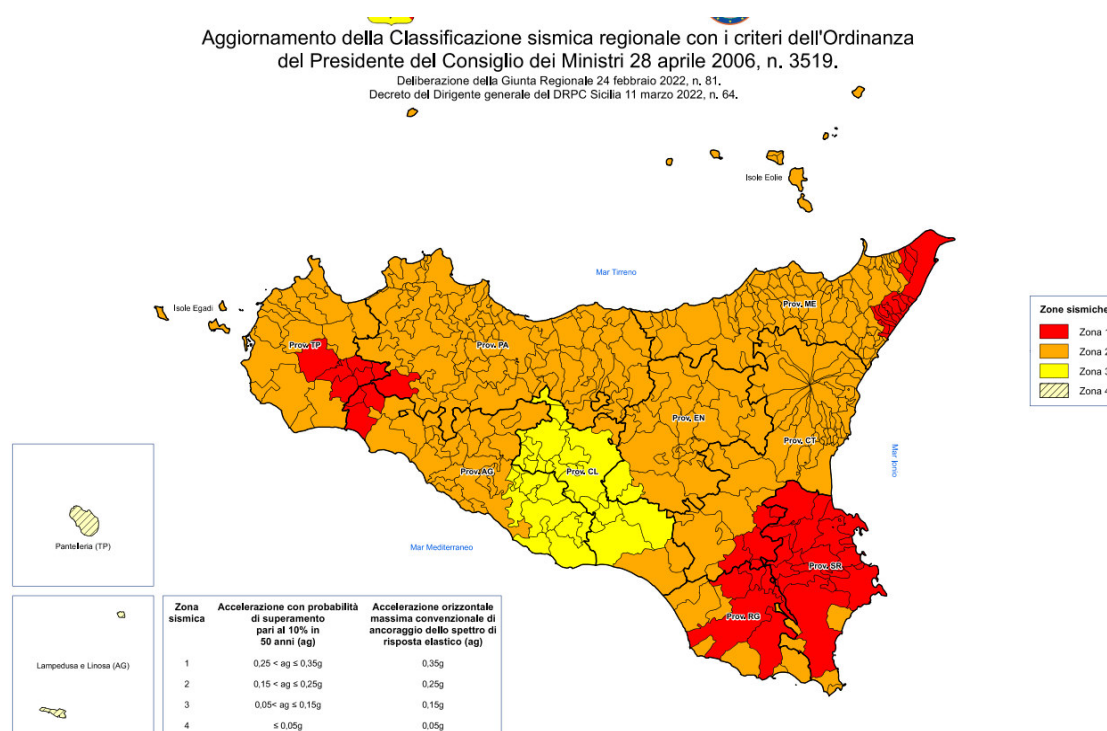 Aggiornamento della Classificazione sismica regionale con i criteri dell'Ordinanza
del Presidente del Consiglio dei Ministri 28 aprile 2006, n. 3519.
Deliberazione della Giunta Regionale 24 febbraio 2022, n. 81.
Decreto del Dirigente generale del DRPC Sicilia 11 marzo 2022, n. 64.
Isole Eolie
Mar Tirreno
Isole Egadi
Prov. ME
Prov. TP
Prov. PA
Prov. EN
Prov. CT
Prov. AG
Prov. CL
Mar Ionio
Mar Mediterraneo
Prov. SR
Prov. RG
Zone sismiche
Zona 1
Zona 2
Zona 3
Zona 4
Pantelleria (TP)
Lampedusa e Linosa (AG)
Zona sismica
Accelerazione con probabilità di superamento pari al 10% in 50 anni (ag)
Accelerazione orizzontale massima convenzionale di ancoraggio dello spettro di risposta elastico (ag)
1 0,25 < ag ≤ 0,35g 0,35g
2 0,15 < ag ≤ 0,25g 0,25g
3 0,05< ag ≤ 0,15g 0,15g
4 ≤ 0,05g 0,05g